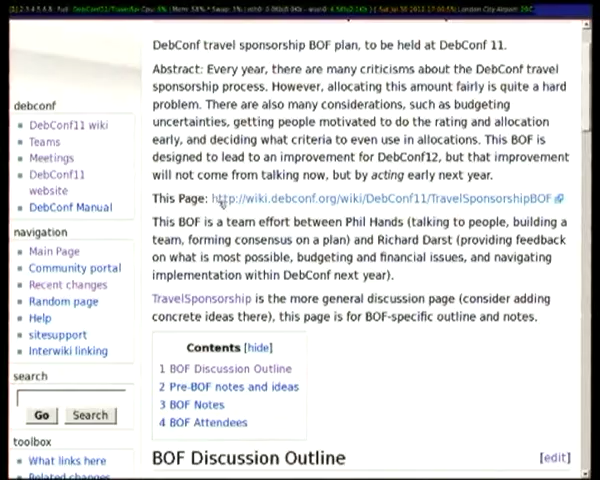 DebConf travel sponsorship BOF plan, to be held at DebConf 11.
Abstract: Every year, there are many criticisms about the DebConf travel
sponsorship process. However, allocating this amount fairly is quite a hard
problem. There are also many considerations, such as budgeting
uncertainties, getting people motivated to do the rating and allocation
early, and deciding what criteria to even use in allocations. This BOF is
designed to lead to an improvement for DebConf12, but that improvement
will not come from talking now, but by acting early next year.
This Page: http://wiki.debconf.org/wiki/DebConf11/TravelSponsorshipBOF
This BOF is a team effort between Phil Hands (talking to people, building a
team, forming consensus on a plan) and Richard Darst (providing feedback
on what is most possible, budgeting and financial issues, and navigating
implementation within DebConf next year).
TravelSponsorship is the more general discussion page (consider adding
concrete ideas there), this page is for BOF-specific outline and notes.
Contents [hide]
1 BOF Discussion Outline
2 Pre-BOF notes and ideas
3 BOF Notes
4 BOF Attendees
BOF Discussion Outline
[edit]
debconf
DebConf11 wiki
Teams
Meetings
DebConf11
website
DebConf Manual
navigation
Main Page
Community portal
Recent changes
Random page
Help
sitesupport
Interwiki linking
search
Go
Search
toolbox
What links here
Related changes